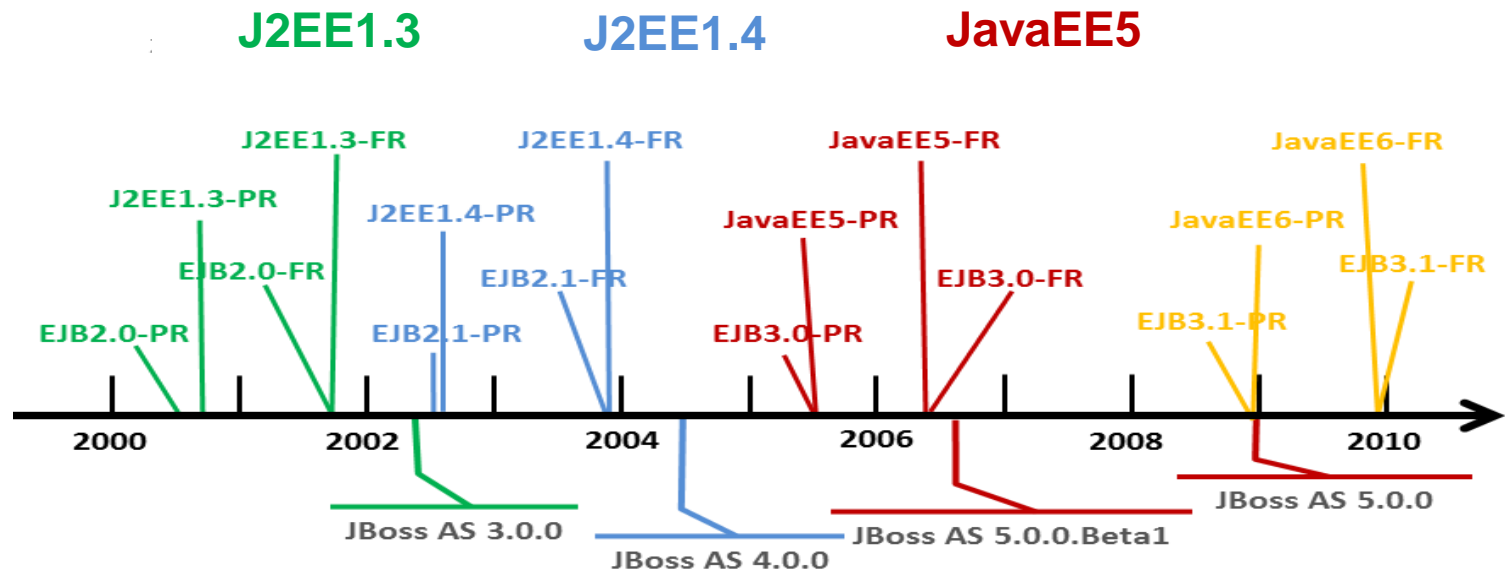 J2EE1.3 J2EE1.4 JavaEE5
J2EE1.3-FR J2EE1.4-FR JavaEE5-FR JavaEE6-FR
J2EE1.3-PR J2EE1.4-PR JavaEE5-PR JavaEE6-PR
EJB2.0-FR EJB2.1-FR EJB3.0-FR EJB3.1-FR
EJB2.0-PR EJB2.1-PR EJB3.0-PR EJB3.1-PR
2000 2002 2004 2006 2008 2010
JBoss AS 3.0.0 JBoss AS 4.0.0 JBoss AS 5.0.0.Beta1 JBoss AS 5.0.0